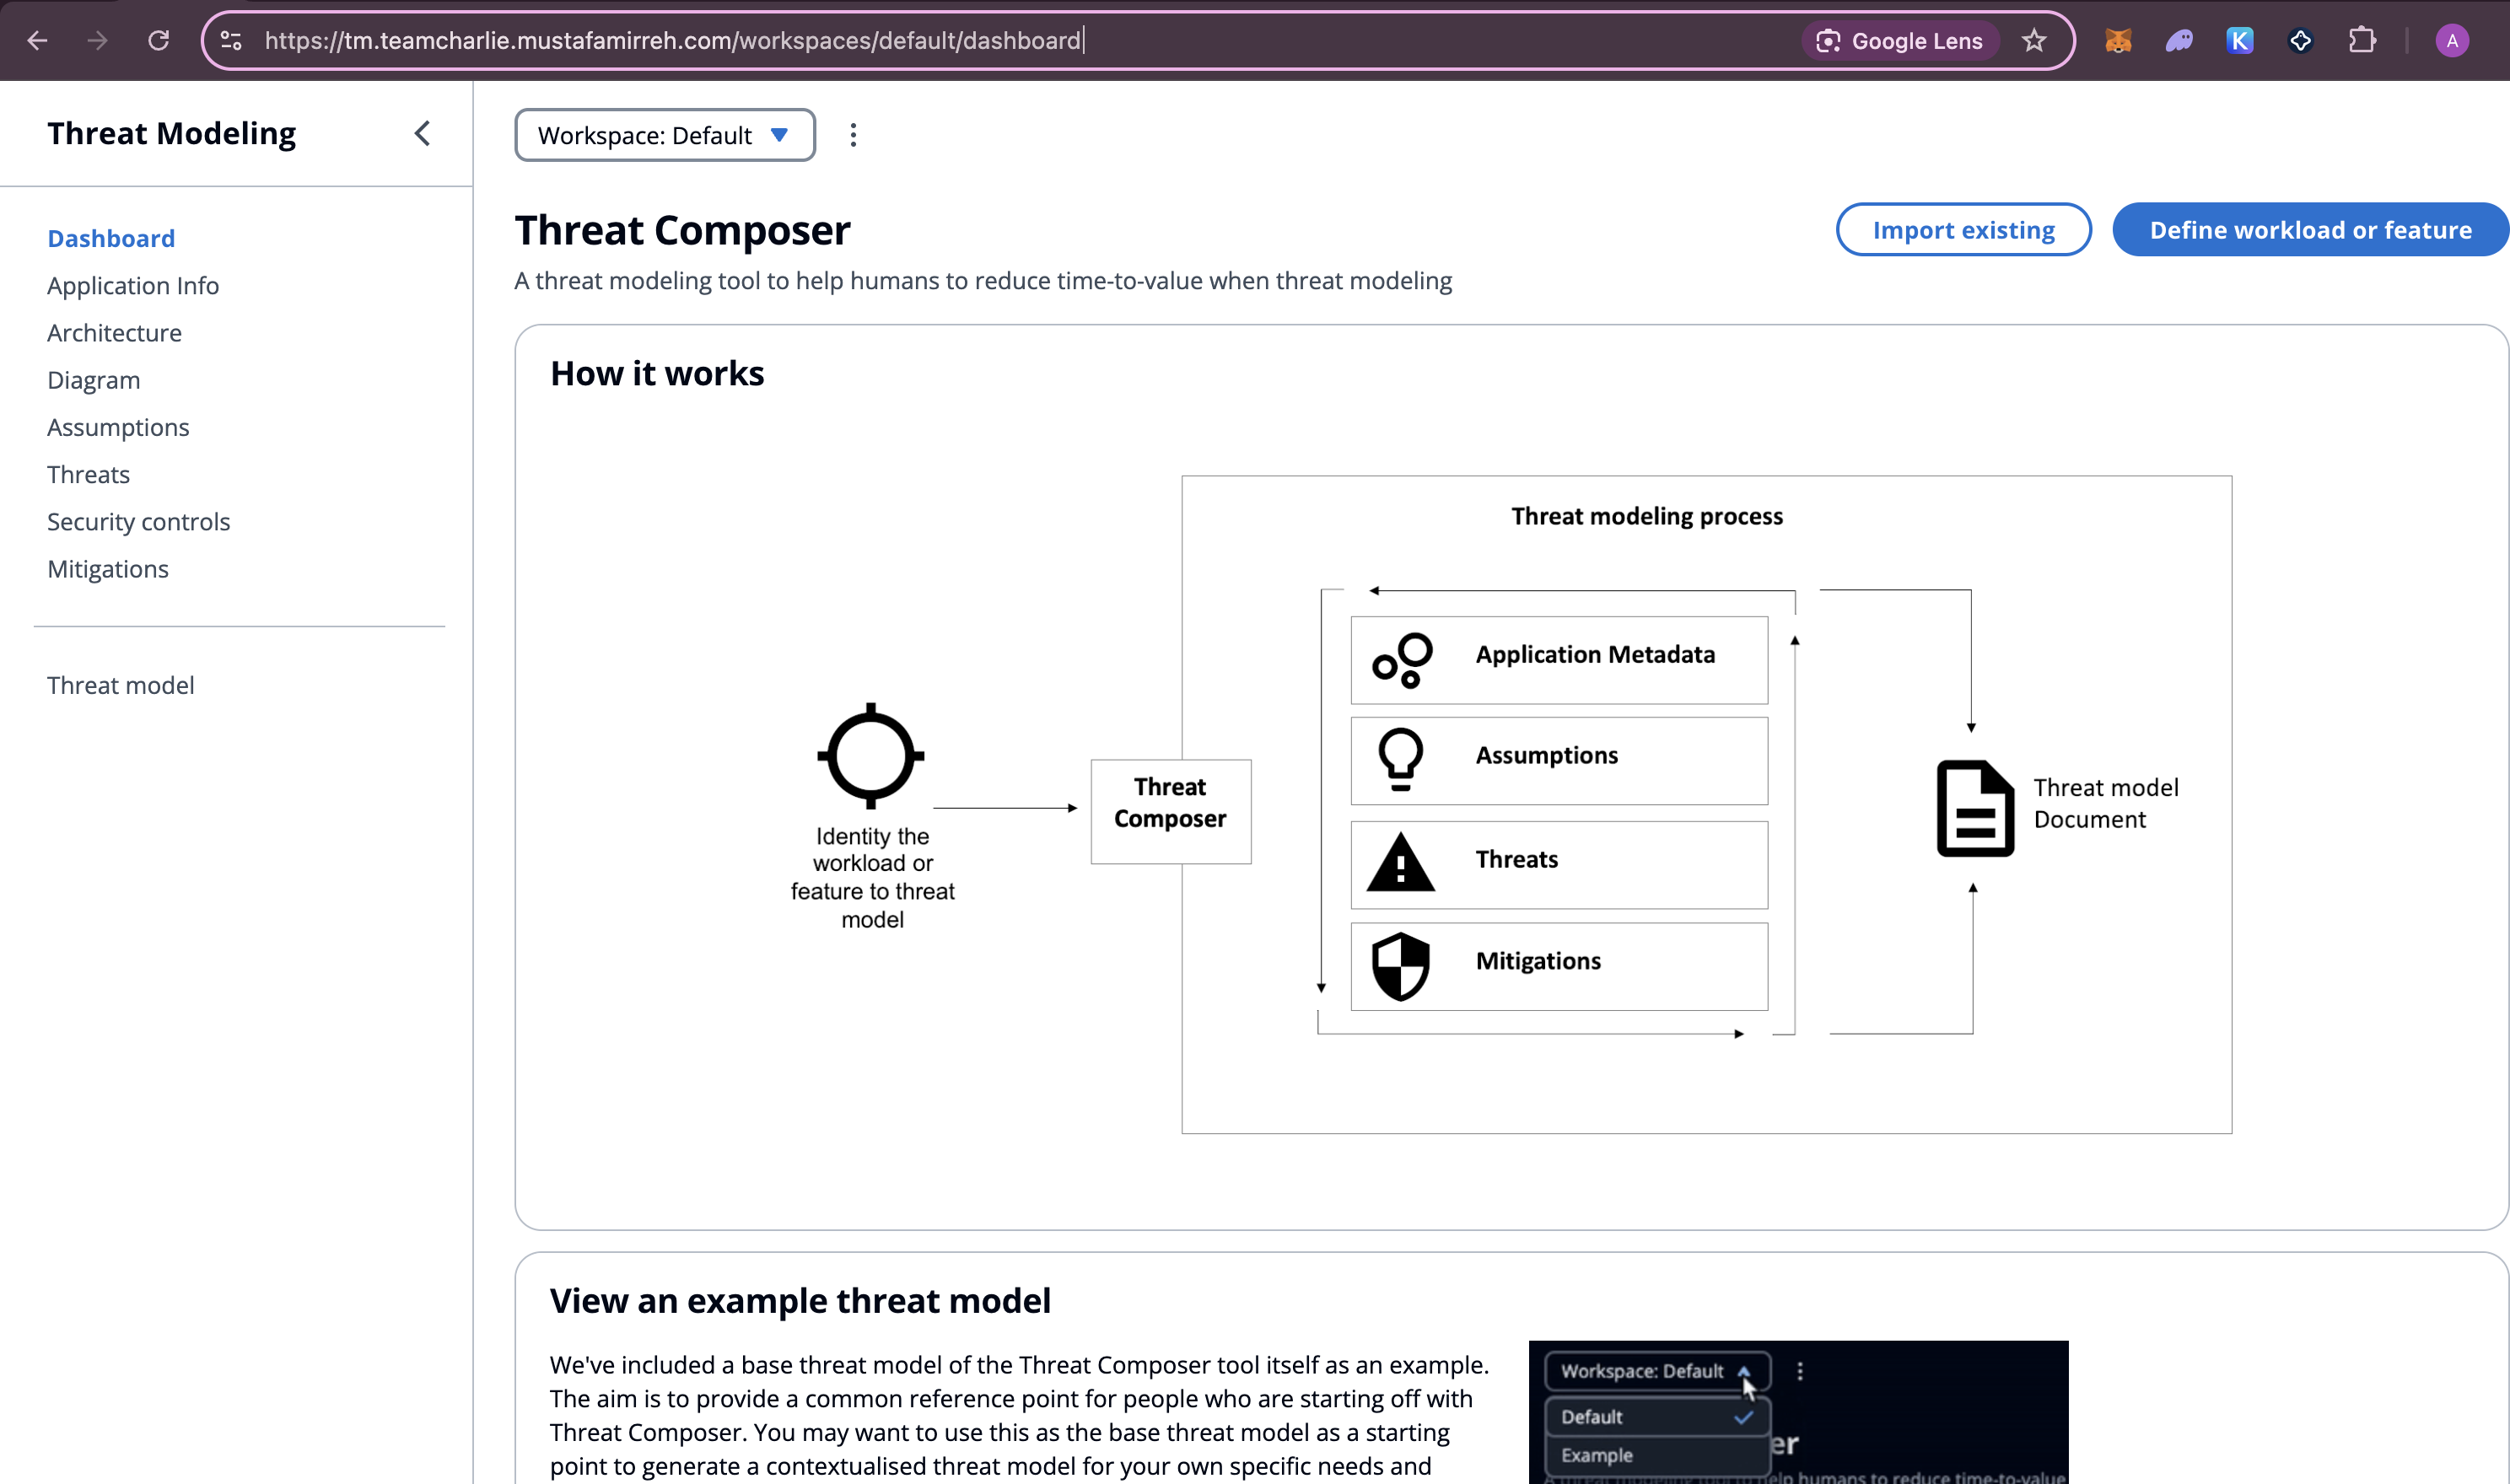 https://tm.teamcharlie.mustafamirreh.com/workspaces/default/dashboard
Google Lens
K
A
Threat Modeling
Dashboard
Application Info
Architecture
Diagram
Assumptions
Threats
Security controls
Mitigations
Threat model
Workspace: Default
Threat Composer
A threat modeling tool to help humans to reduce time-to-value when threat modeling
Import existing
Define workload or feature
How it works
Identity the
workload or
feature to threat
model
Threat
Composer
Threat modeling process
Application Metadata
Assumptions
Threats
Mitigations
Threat model
Document
View an example threat model
We've included a base threat model of the Threat Composer tool itself as an example.
The aim is to provide a common reference point for people who are starting off with
Threat Composer. You may want to use this as the base threat model as a starting
point to generate a contextualised threat model for your own specific needs and
Workspace: Default
Default
Example
er
humans to reduce time-to-value